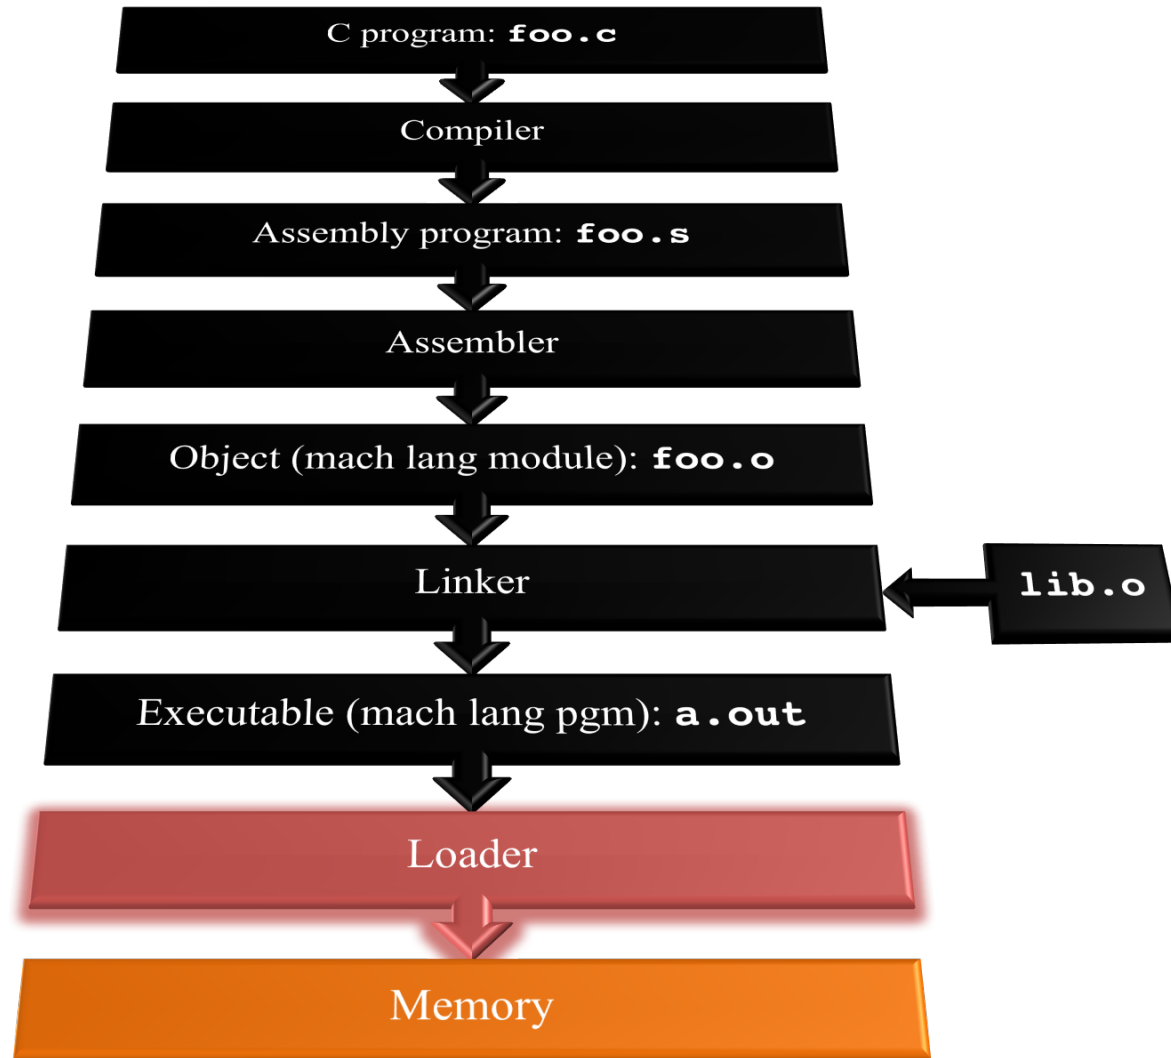 C program: foo.c
Compiler
Assembly program: foo.s
Assembler
Object (mach lang module): foo.o
Linker
lib.o
Executable (mach lang pgm): a.out
Loader
Memory